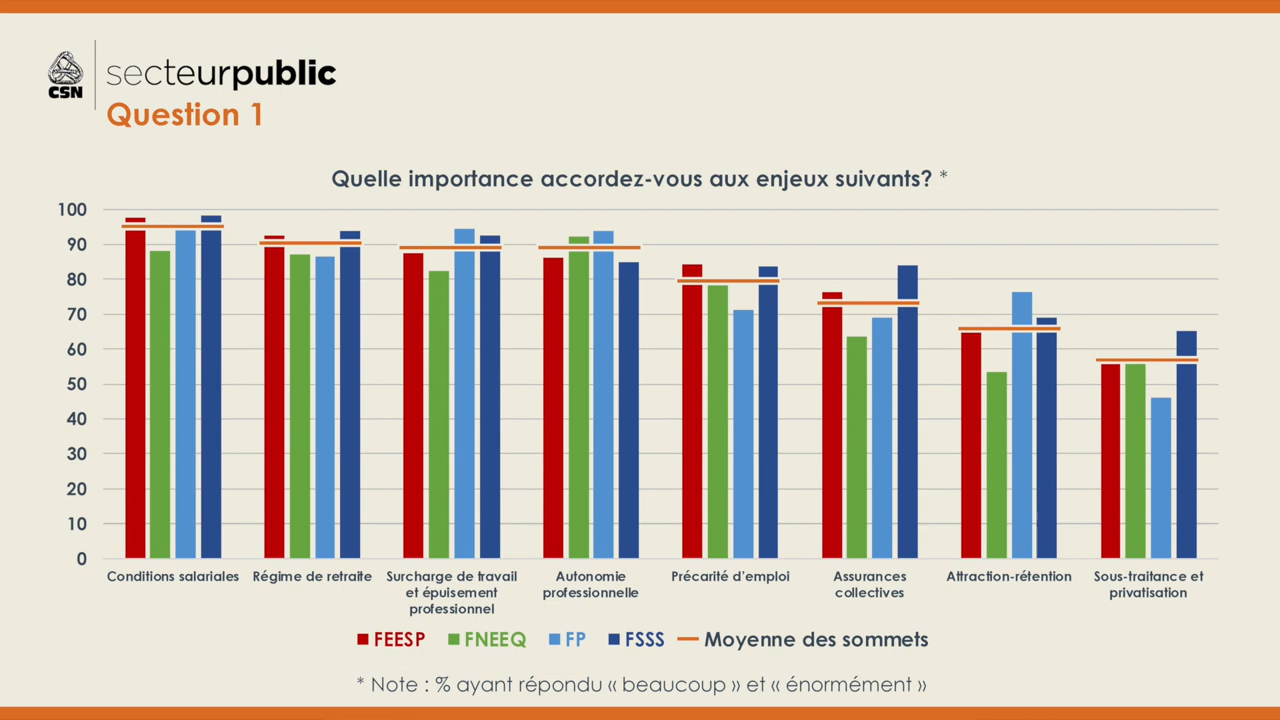 CSN
secteurpublic
Question 1
Quelle importance accordez-vous aux enjeux suivants? *
100
90
80
70
60
50
40
30
20
10
0
Conditions salariales
Régime de retraite
Surcharge de travail
et épuisement
professionnel
Autonomie
professionnelle
Précarité d'emploi
Assurances
collectives
Attraction-rétention
Sous-traitance et
privatisation
FEESP FNEEQ FP FSSS Moyenne des sommets
* Note : % ayant répondu « beaucoup » et « énormément »